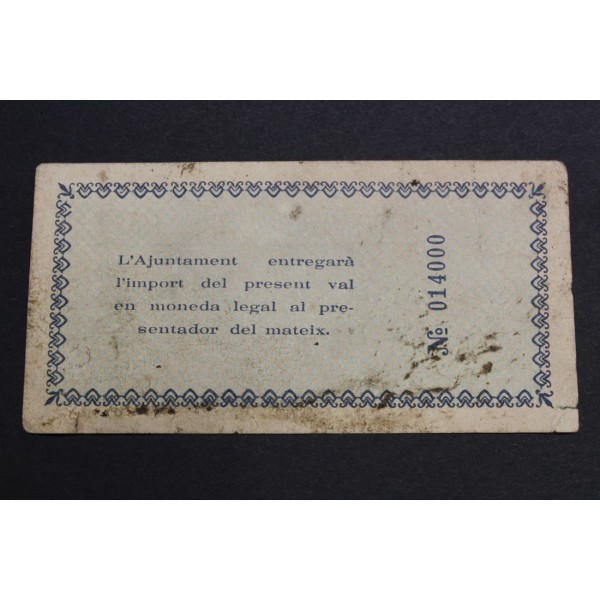 L'Ajuntament entregarà
l'import del present val
en moneda legal al pre-
sentador del mateix.
№ 014000